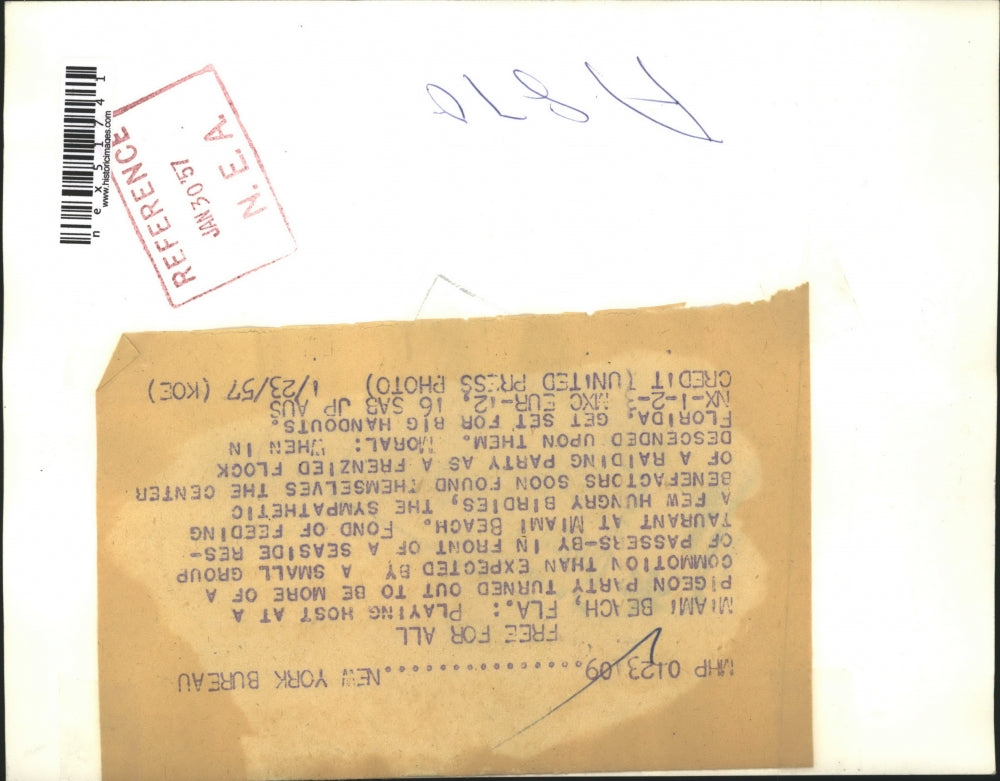 A 810
REFERENCE
JAN 30 '57
N. E. A.
nex51741
www.historicimages.com
MHP 012309..................NEW YORK BUREAU
FREE FOR ALL
MIAMI BEACH, FLA.: PLAYING HOST AT A
PIGEON PARTY TURNED OUT TO BE MORE OF A
COMMOTION THAN EXPECTED BY A SMALL GROUP
OF PASSERS-BY IN FRONT OF A SEASIDE RES-
TAURANT AT MIAMI BEACH. FOND OF FEEDING
A FEW HUNGRY BIRDIES, THE SYMPATHETIC
BENEFACTORS SOON FOUND THEMSELVES THE CENTER
OF A RAIDING PARTY AS A FRENZIED FLOCK
DESCENDED UPON THEM. MORAL: WHEN IN
FLORIDA, GET SET FOR BIG HANDOUTS.
NX-1-2-3, MXC EUR-12, 16 SAB JP AUS
CREDIT (UNITED PRESS PHOTO) 1/23/57 (KOE)